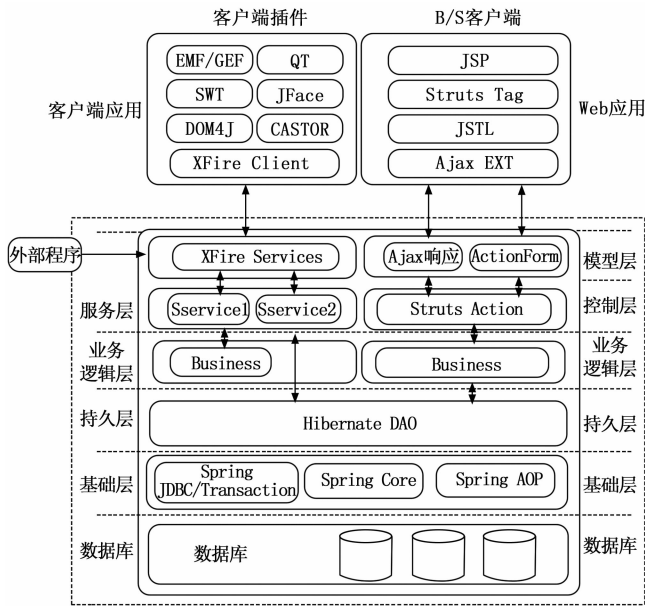 客户端插件
B/S客户端
EMF/GEF
QT
JSP
SWT
JFace
Struts Tag
客户端应用
Web应用
DOM4J
CASTOR
JSTL
XFire Client
Ajax EXT
外部程序
XFire Services
Ajax响应
ActionForm
模型层
服务层
Sservice1
Sservice2
Struts Action
控制层
业务
逻辑层
Business
Business
业务
逻辑层
持久层
Hibernate DAO
持久层
基础层
Spring
JDBC/Transaction
Spring Core
Spring AOP
基础层
数据库
数据库
数据库